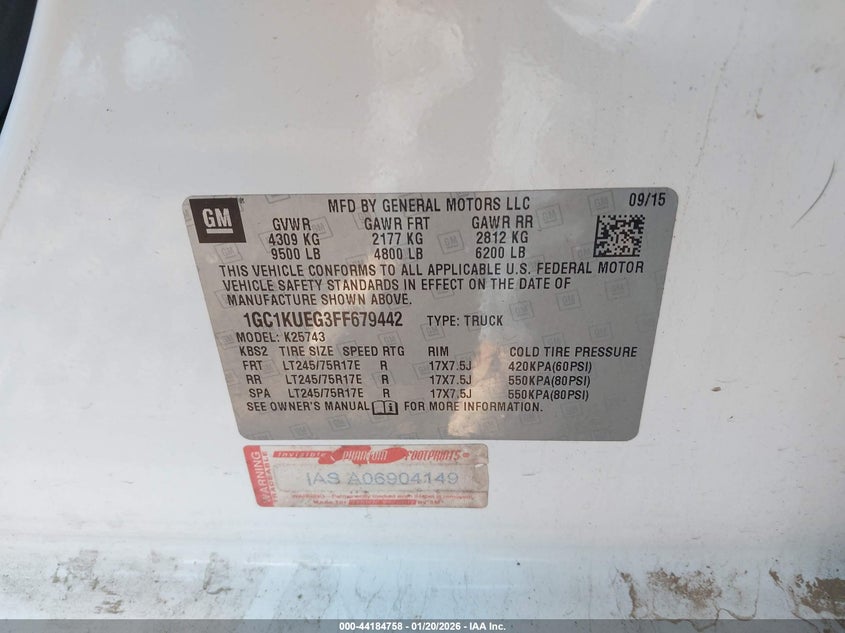 GM
MFD BY GENERAL MOTORS LLC 09/15
GVWR GAWR FRT GAWR RR
4309 KG 2177 KG 2812 KG
9500 LB 4800 LB 6200 LB
THIS VEHICLE CONFORMS TO ALL APPLICABLE U.S. FEDERAL MOTOR
VEHICLE SAFETY STANDARDS IN EFFECT ON THE DATE OF
MANUFACTURE SHOWN ABOVE.
1GC1KUEG3FF679442 TYPE: TRUCK
MODEL: K25743
KBS2 TIRE SIZE SPEED RTG RIM COLD TIRE PRESSURE
FRT LT245/75R17E R 17X7.5J 420KPA(60PSI)
RR LT245/75R17E R 17X7.5J 550KPA(80PSI)
SPA LT245/75R17E R 17X7.5J 550KPA(80PSI)
SEE OWNER'S MANUAL FOR MORE INFORMATION.
WARNING
TRACEABLE
Invisible FOOTPRINTS
IAS A06904149
000-44184758 — 01/20/2026 — IAA Inc.